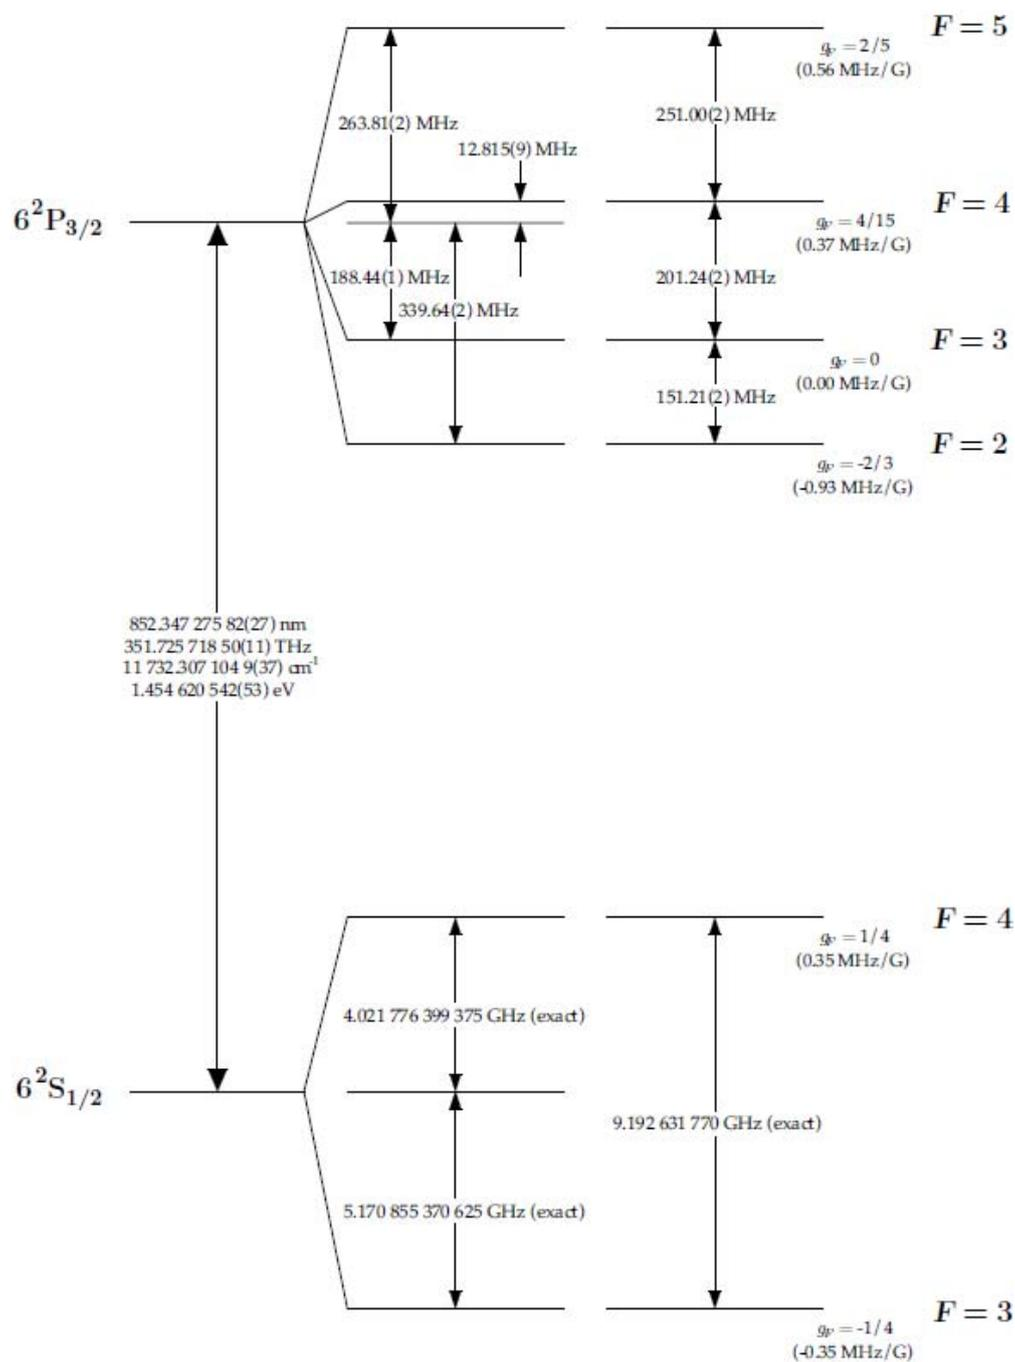 F = 5
g_F = 2/5
(0.56 MHz/G)
263.81(2) MHz
251.00(2) MHz
12.815(9) MHz
6²P₃/₂
F = 4
g_F = 4/15
(0.37 MHz/G)
188.44(1) MHz
201.24(2) MHz
339.64(2) MHz
F = 3
g_F = 0
(0.00 MHz/G)
151.21(2) MHz
F = 2
g_F = -2/3
(-0.93 MHz/G)
852.347 275 82(27) nm
351.725 718 50(11) THz
11 732.307 104 9(37) cm⁻¹
1.454 620 542(53) eV
F = 4
g_F = 1/4
(0.35 MHz/G)
4.021 776 399 375 GHz (exact)
6²S₁/₂
9.192 631 770 GHz (exact)
5.170 855 370 625 GHz (exact)
F = 3
g_F = -1/4
(-0.35 MHz/G)